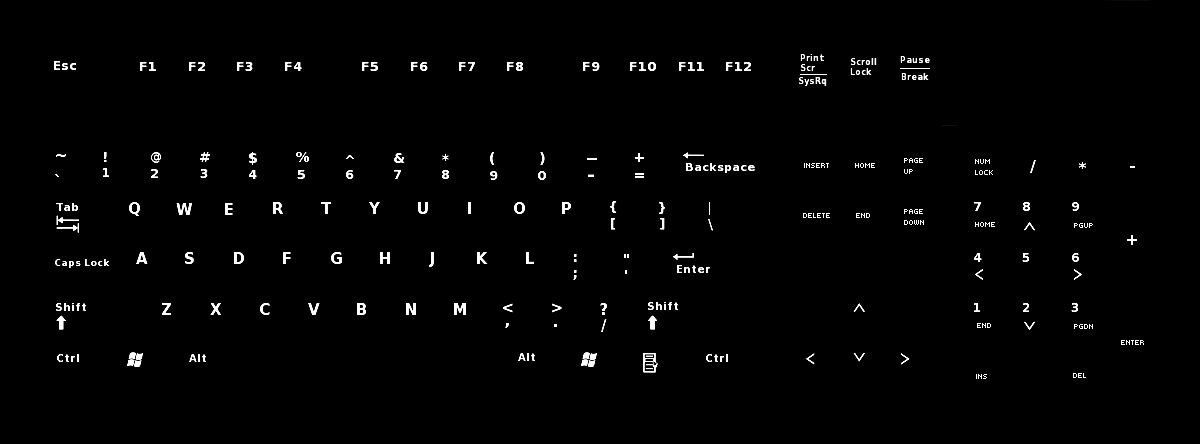 Esc F1 F2 F3 F4 F5 F6 F7 F8 F9 F10 F11 F12 Print Scr SysRq Scroll Lock Pause Break
~ ! @ # $ % ^ & * ( ) — + Backspace
` 1 2 3 4 5 6 7 8 9 0 - = INSERT HOME PAGE UP NUM LOCK / * -
Tab Q W E R T Y U I O P { } |
[ ] \ DELETE END PAGE DOWN
7 8 9
HOME ^ PGUP
+
Caps Lock A S D F G H J K L : " Enter
; '
4 5 6
< >
Shift Z X C V B N M < > ? Shift
, . /
^
1 2 3
END v PGDN
ENTER
Ctrl Alt Alt Ctrl < v >
INS DEL